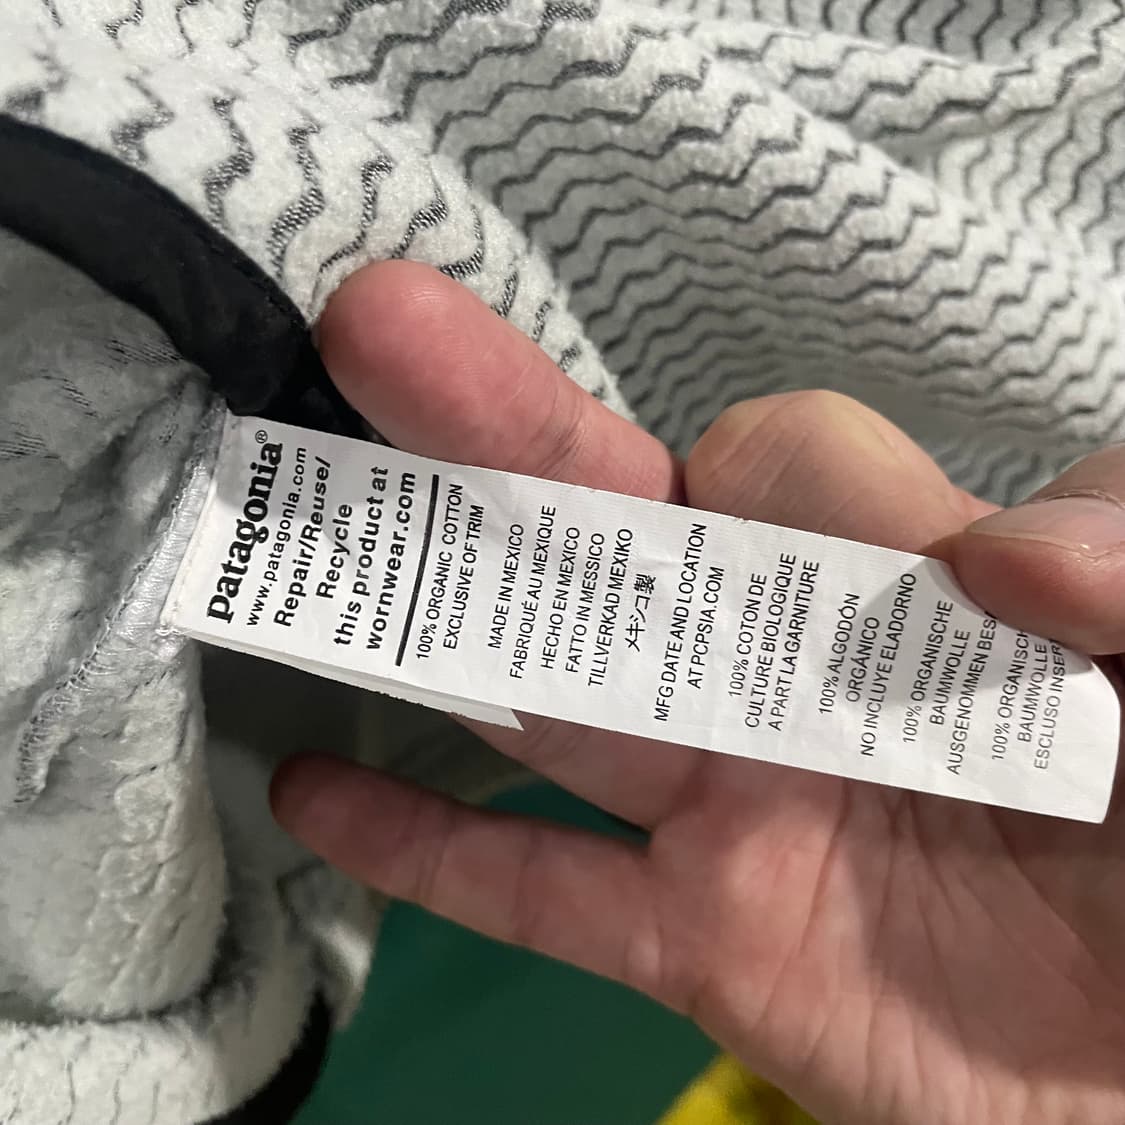 patagonia®
www.patagonia.com
Repair/Reuse/
Recycle
this product at
wornwear.com
100% ORGANIC COTTON
EXCLUSIVE OF TRIM
MADE IN MEXICO
FABRIQUÉ AU MEXIQUE
HECHO EN MEXICO
FATTO IN MESSICO
TILLVERKAD MEXIKO
メキシコ製
MFG DATE AND LOCATION
AT PCPSIA.COM
100% COTON DE
CULTURE BIOLOGIQUE
A PART LA GARNITURE
100% ALGODÓN
ORGÁNICO
NO INCLUYE ELADORNO
100% ORGANISCHE
BAUMWOLLE
AUSGENOMMEN
100%
BAUMWOLLE
ESCLUSO